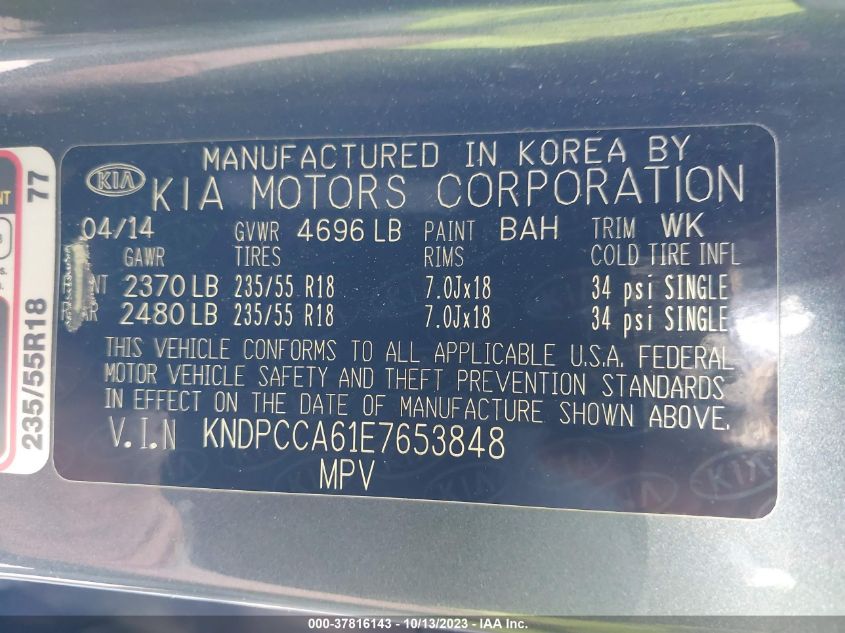 MANUFACTURED IN KOREA BY
KIA KIA MOTORS CORPORATION
04/14 GVWR 4696 LB PAINT BAH TRIM WK
GAWR TIRES RIMS COLD TIRE INFL
NT 2370 LB 235/55 R18 7.0Jx18 34 psi SINGLE
AR 2480 LB 235/55 R18 7.0Jx18 34 psi SINGLE
THIS VEHICLE CONFORMS TO ALL APPLICABLE U.S.A. FEDERAL
MOTOR VEHICLE SAFETY AND THEFT PREVENTION STANDARDS
IN EFFECT ON THE DATE OF MANUFACTURE SHOWN ABOVE.
V.I.N KNDPCCA61E7653848
MPV
235/55R18 77
000-37816143 - 10/13/2023 - IAA Inc.